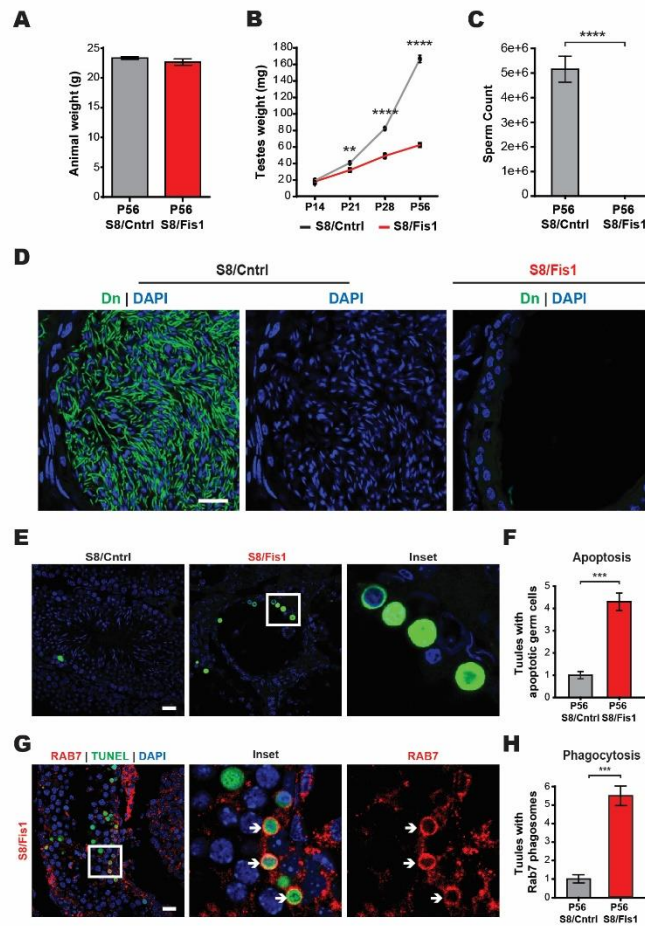 A
Animal weight (g)
25
20
15
10
5
0
P56 P56
S8/Cntrl S8/Fis1
B
Testes weight (mg)
180
140
100
60
20
**
****
****
P14 P21 P28 P56
S8/Cntrl S8/Fis1
C
Sperm Count
****
6e+6
5e+6
4e+6
3e+6
2e+6
1e+6
0
P56 P56
S8/Cntrl S8/Fis1
D
S8/Cntrl S8/Fis1
Dn | DAPI DAPI Dn | DAPI
E
S8/Cntrl S8/Fis1 Inset
F
Apoptosis
***
Tuules with
apoptotic germ cells
5
4
3
2
1
0
P56 P56
S8/Cntrl S8/Fis1
G
RAB7 | TUNEL | DAPI Inset RAB7
S8/Fis1
H
Phagocytosis
***
Tuules with
Rab7 phagosomes
6
5
4
3
2
1
0
P56 P56
S8/Cntrl S8/Fis1